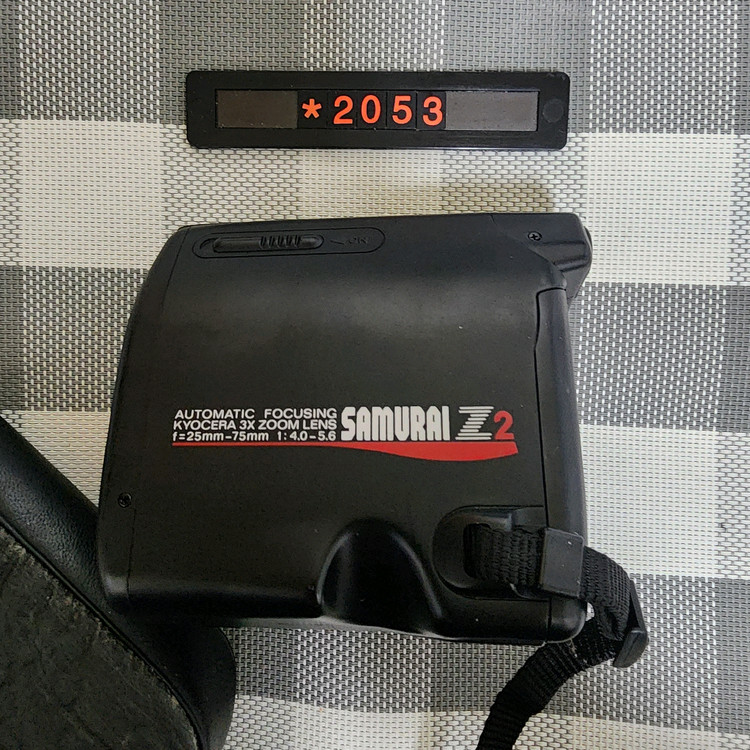 *2053
AUTOMATIC FOCUSING
KYOCERA 3X ZOOM LENS
f=25mm-75mm 1:4.0-5.6
SAMURAI Z2